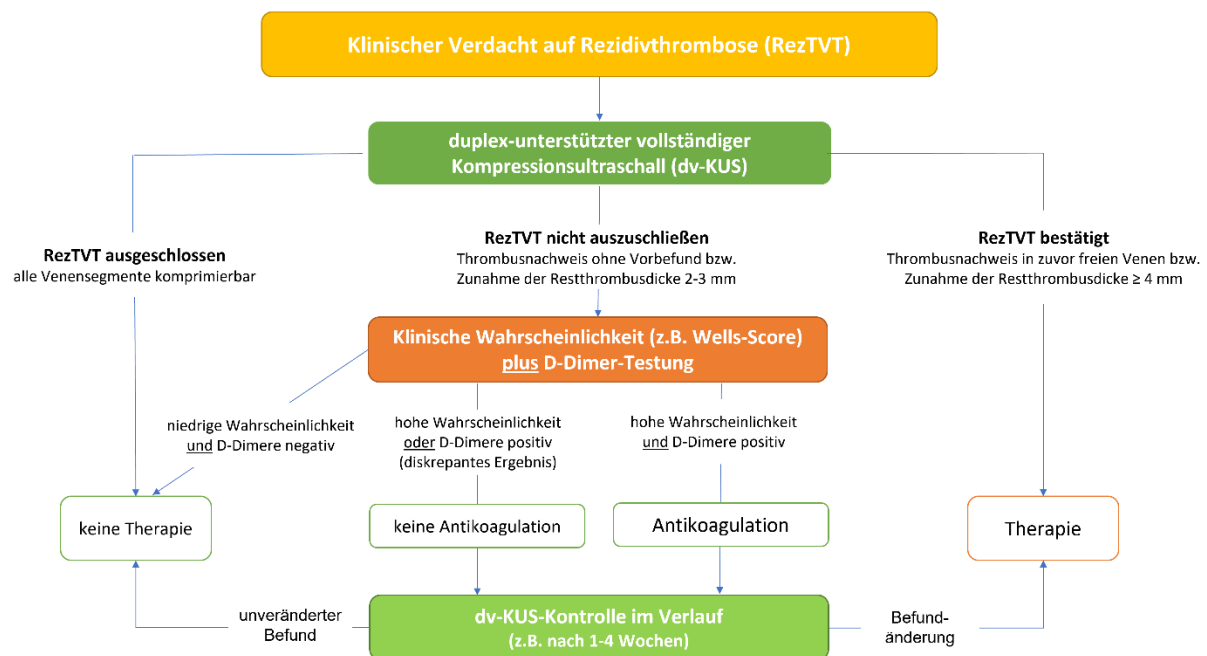 Klinischer Verdacht auf Rezidivthrombose (RezTVT)
duplex-unterstützter vollständiger
Kompressionsultraschall (dv-KUS)
RezTVT ausgeschlossen
alle Venensegmente komprimierbar
RezTVT nicht auszuschließen
Thrombusnachweis ohne Vorbefund bzw.
Zunahme der Restthrombusdicke 2-3 mm
RezTVT bestätigt
Thrombusnachweis in zuvor freien Venen bzw.
Zunahme der Restthrombusdicke ≥ 4 mm
Klinische Wahrscheinlichkeit (z.B. Wells-Score)
plus D-Dimer-Testung
niedrige Wahrscheinlichkeit
und D-Dimere negativ
hohe Wahrscheinlichkeit
oder D-Dimere positiv
(diskrepantes Ergebnis)
hohe Wahrscheinlichkeit
und D-Dimere positiv
keine Therapie
keine Antikoagulation
Antikoagulation
Therapie
unveränderter
Befund
dv-KUS-Kontrolle im Verlauf
(z.B. nach 1-4 Wochen)
Befund-
änderung